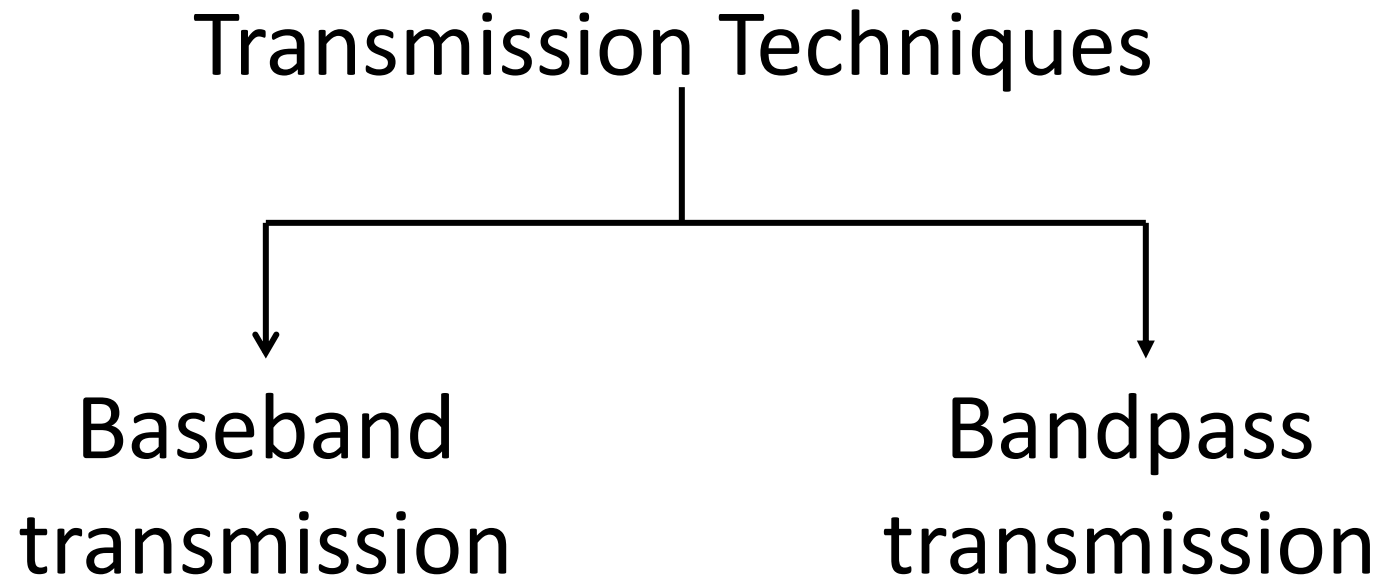 Transmission Techniques
Baseband
transmission
Bandpass
transmission